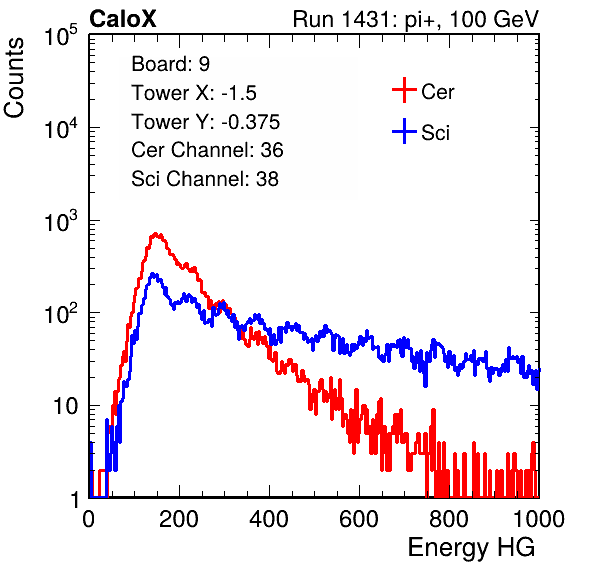 CaloX Run 1431: pi+, 100 GeV
Counts
Board: 9
Tower X: -1.5
Tower Y: -0.375
Cer Channel: 36
Sci Channel: 38
Cer
Sci
10^5
10^4
10^3
10^2
10
1
0 200 400 600 800 1000
Energy HG